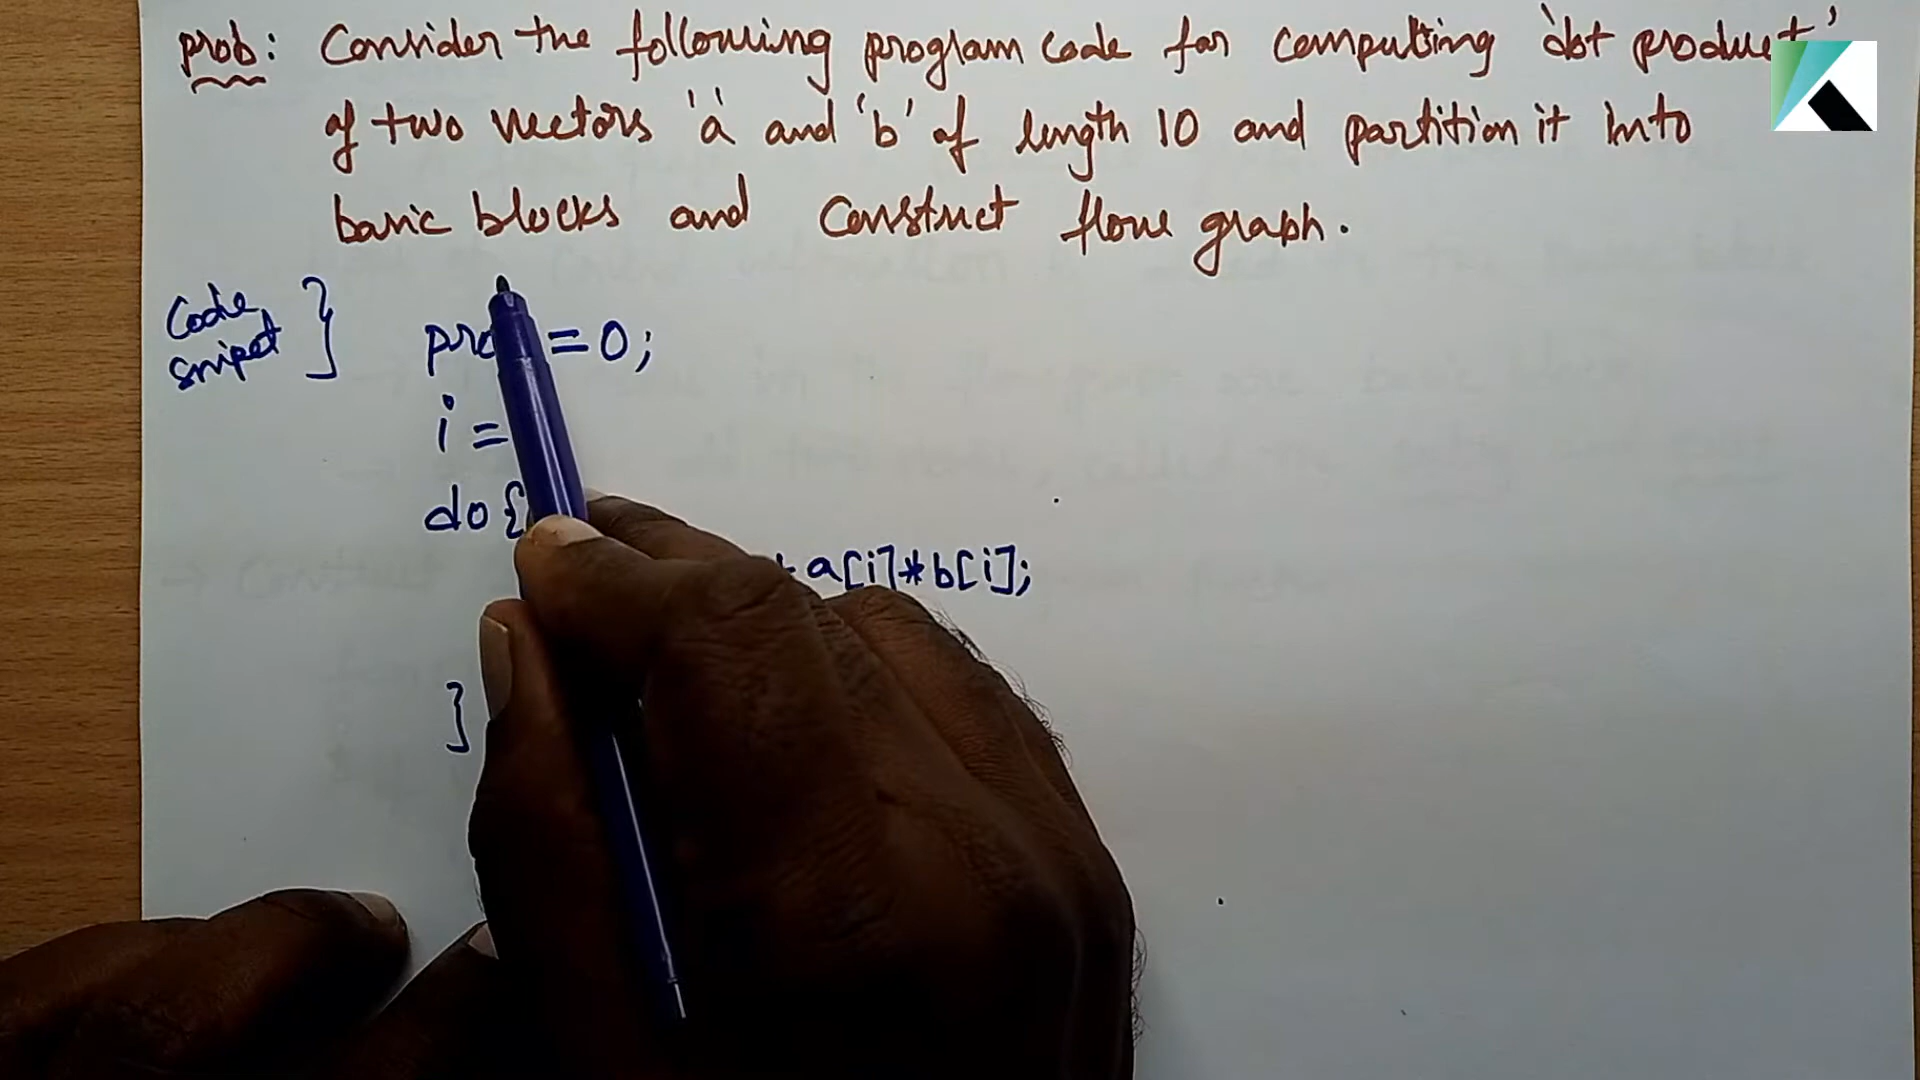 prob: Consider the following program code for computing 'dot product'
of two vectors 'a' and 'b' of length 10 and partition it into
basic blocks and construct flow graph.
Code
snipet
=0;
i =
do{
a[i]*b[i];
}